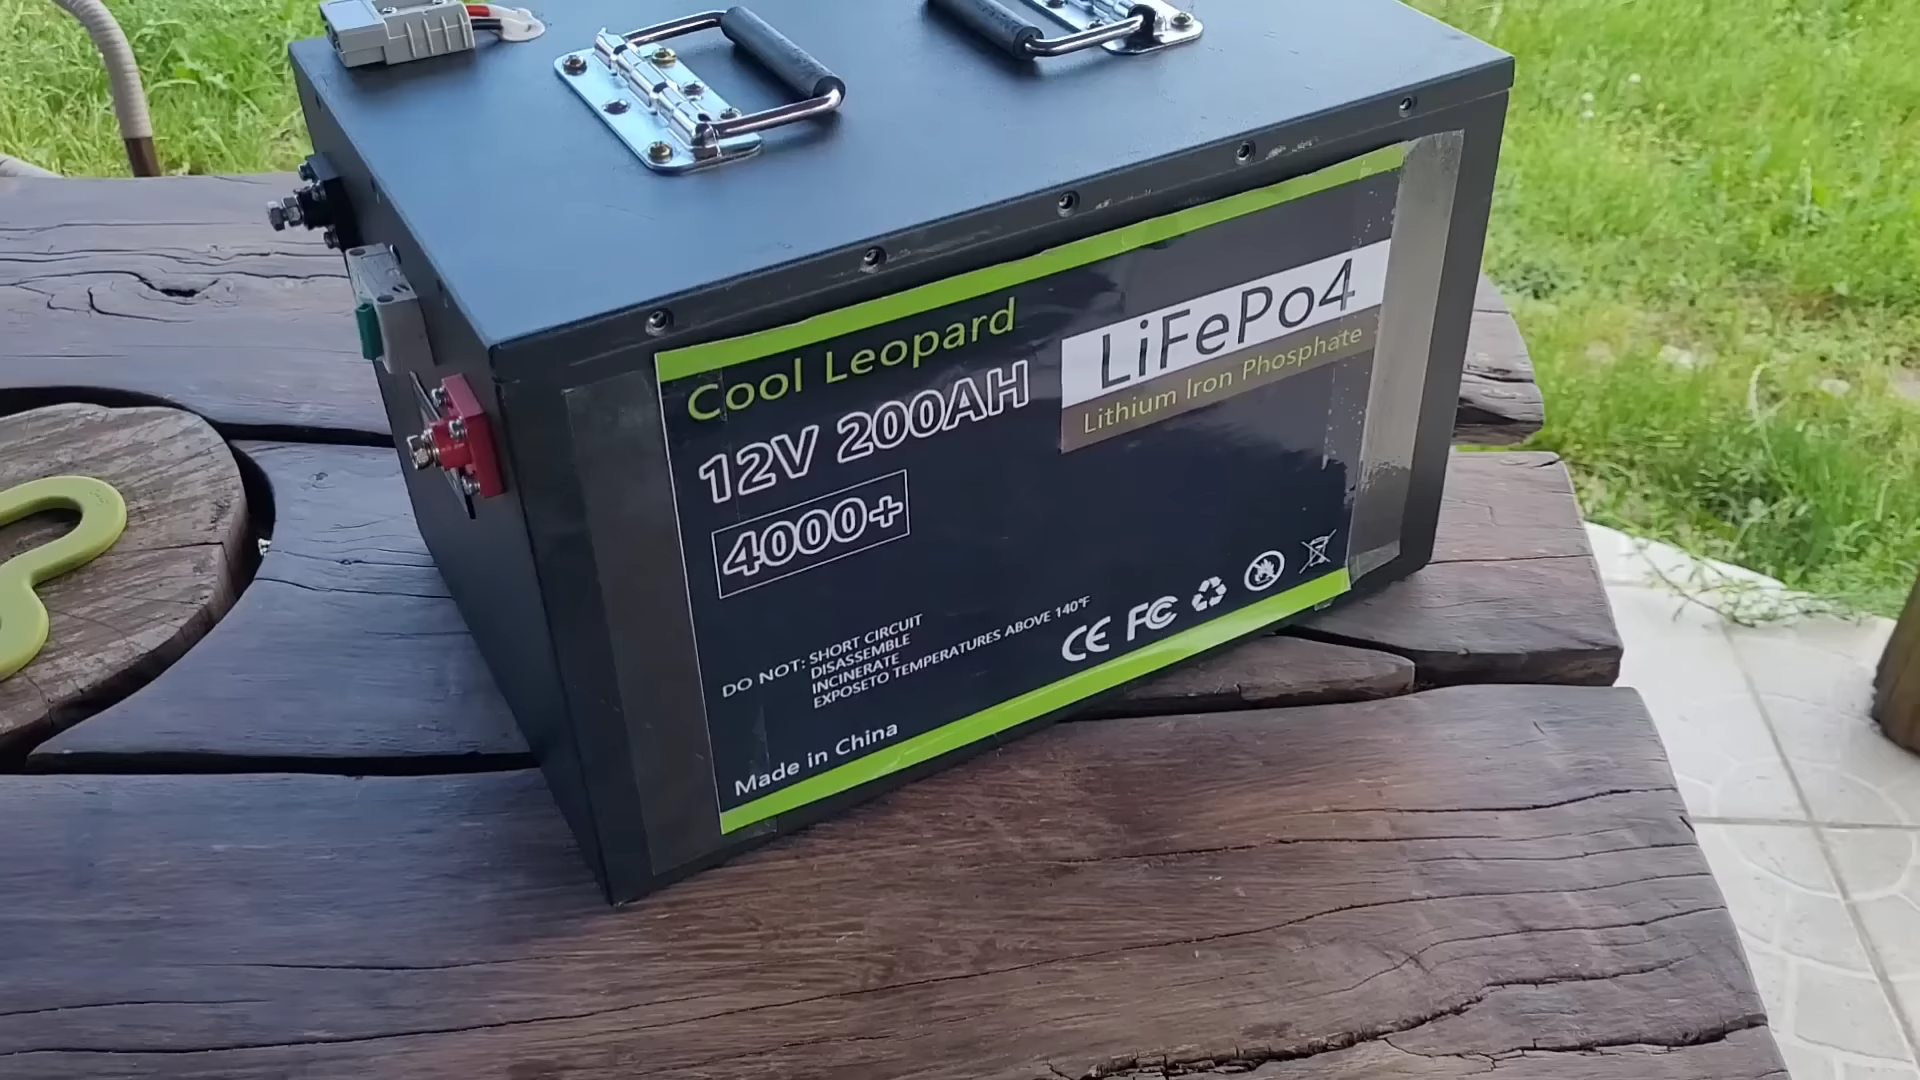 Cool Leopard
12V 200AH
4000+
LiFePo4
Lithium Iron Phosphate
DO NOT: SHORT CIRCUIT
DISASSEMBLE
INCINERATE
EXPOSETO TEMPERATURES ABOVE 140°F
CE FC
Made in China